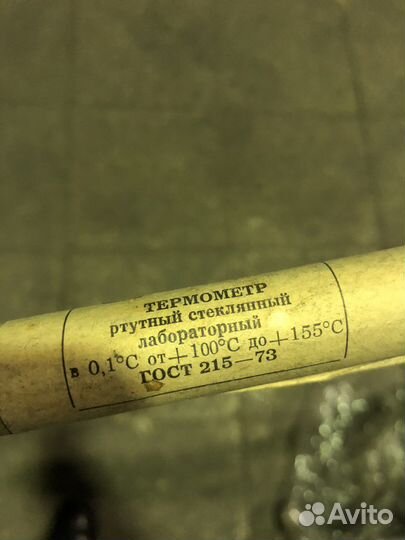 ТЕРМОМЕТР
ртутный стеклянный
лабораторный
в 0,1°С от+100°С до+155°С
ГОСТ 215—73
Avito